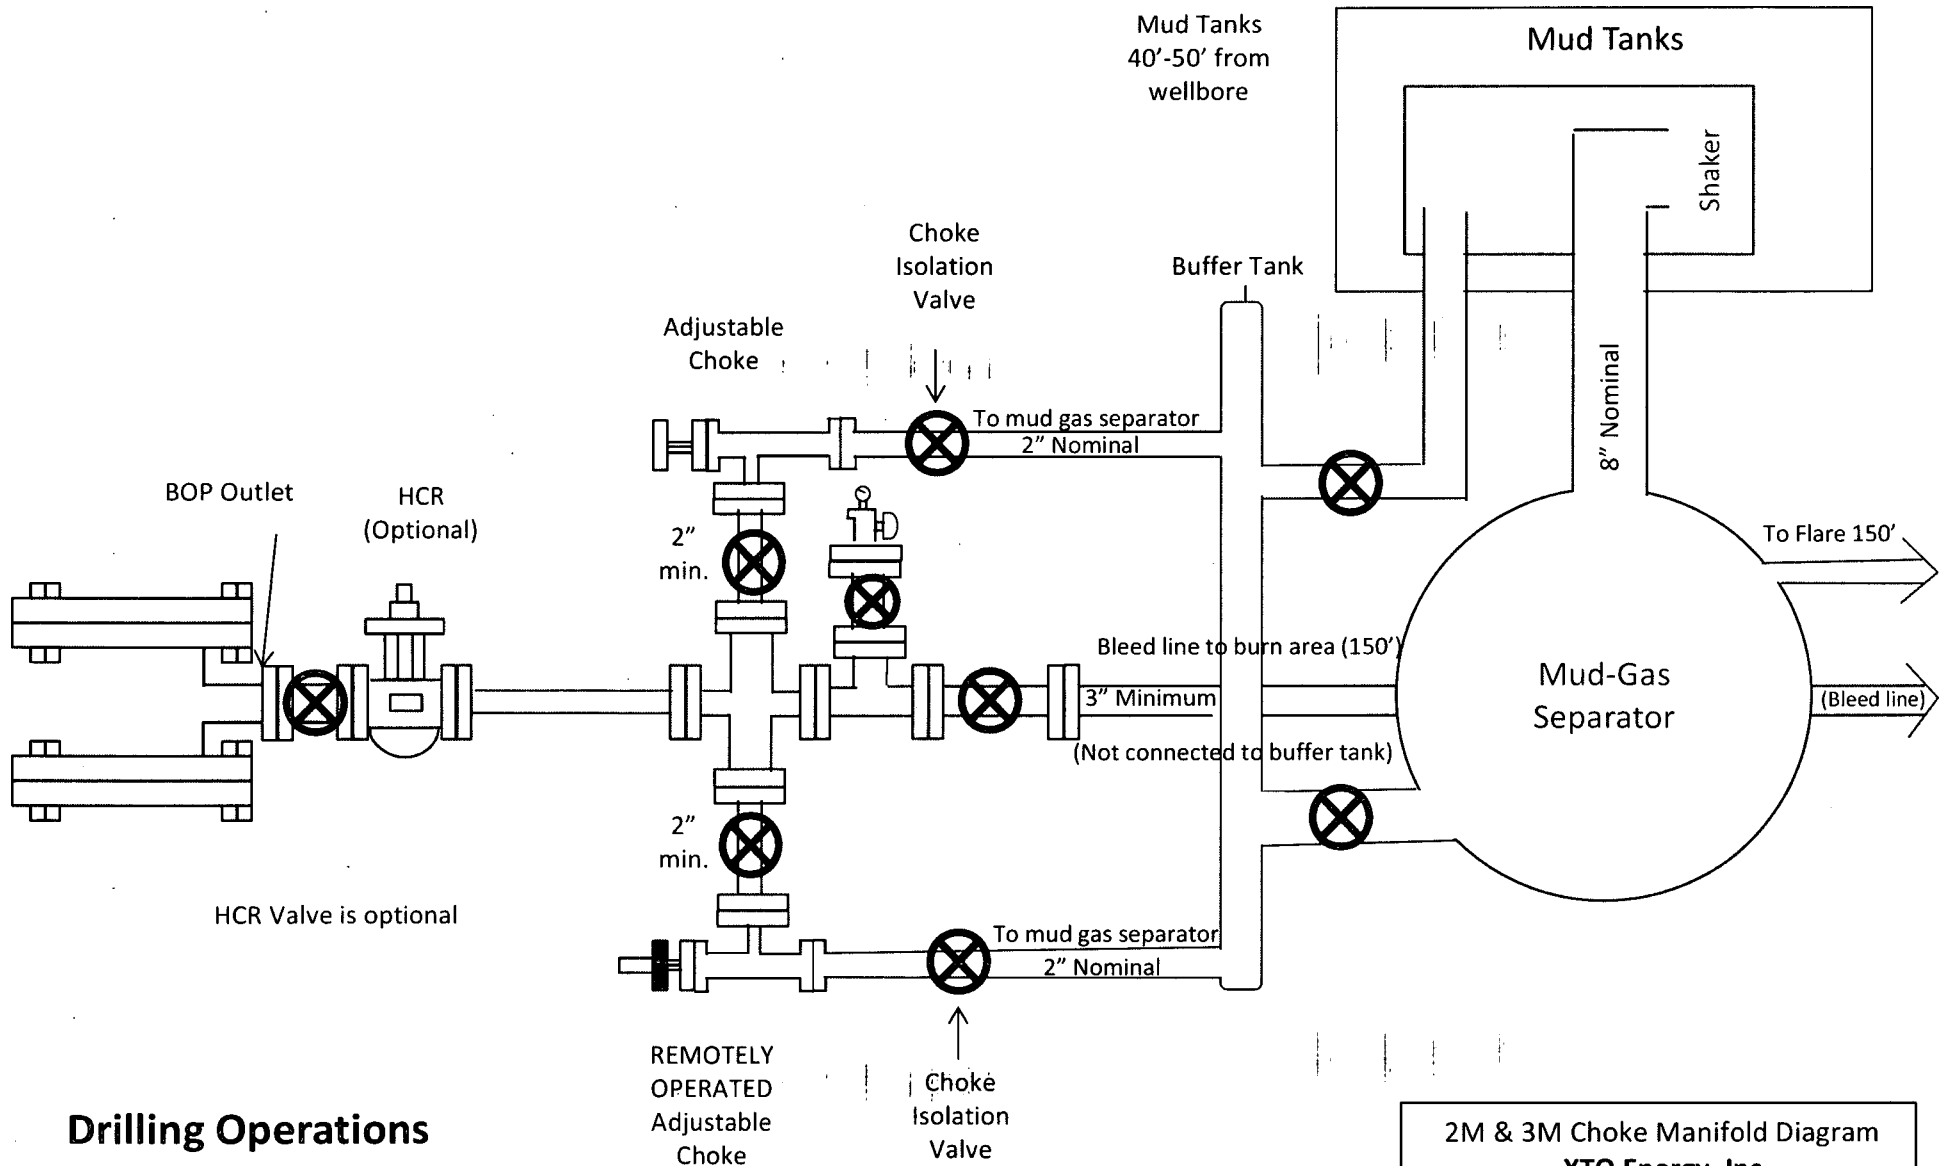 Mud Tanks
40’-50’ from
wellbore
Mud Tanks
Shaker
Choke
Isolation
Valve
Buffer Tank
Adjustable
Choke
8” Nominal
To mud gas separator
2” Nominal
BOP Outlet
HCR
(Optional)
2”
min.
To Flare 150’
Bleed line to burn area (150’)
3” Minimum
(Not connected to buffer tank)
Mud-Gas
Separator
(Bleed line)
2”
min.
HCR Valve is optional
To mud gas separator
2” Nominal
REMOTELY
OPERATED
Adjustable
Choke
Choke
Isolation
Valve
Drilling Operations
2M & 3M Choke Manifold Diagram
XTO Energy, Inc.